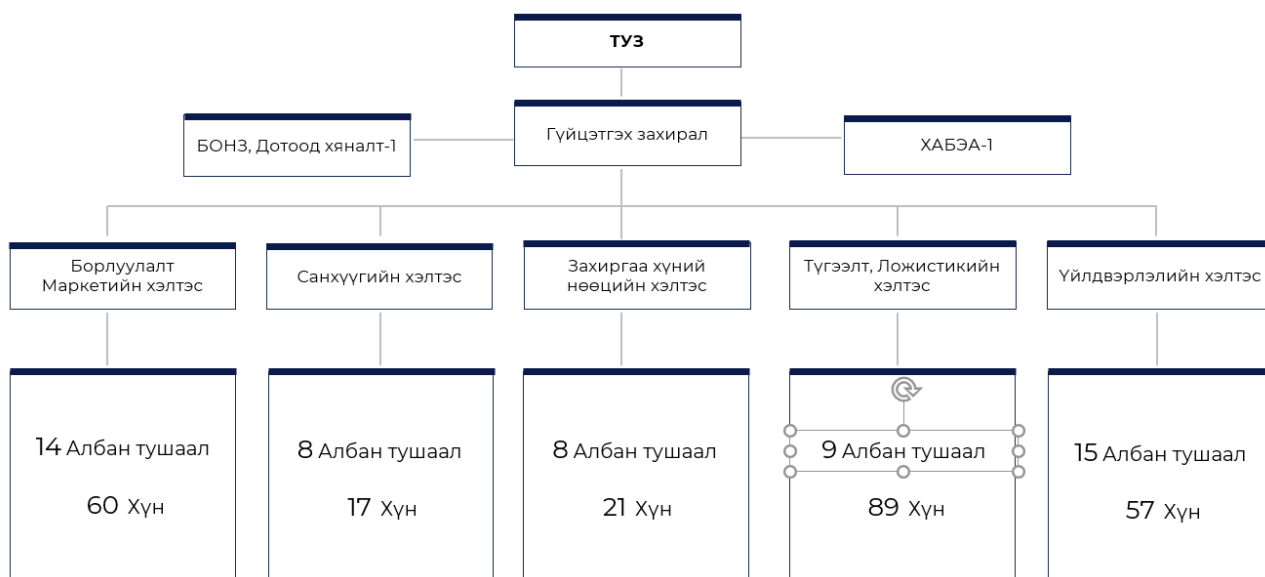 ТУЗ
Гүйцэтгэх захирал
БОНЗ, Дотоод хяналт-1
ХАБЭА-1
Борлуулалт
Маркетийн хэлтэс
Санхүүгийн хэлтэс
Захиргаа хүний
нөөцийн хэлтэс
Түгээлт, Ложистикийн
хэлтэс
Үйлдвэрлэлийн хэлтэс
14 Албан тушаал
60 Хүн
8 Албан тушаал
17 Хүн
8 Албан тушаал
21 Хүн
9 Албан тушаал
89 Хүн
15 Албан тушаал
57 Хүн